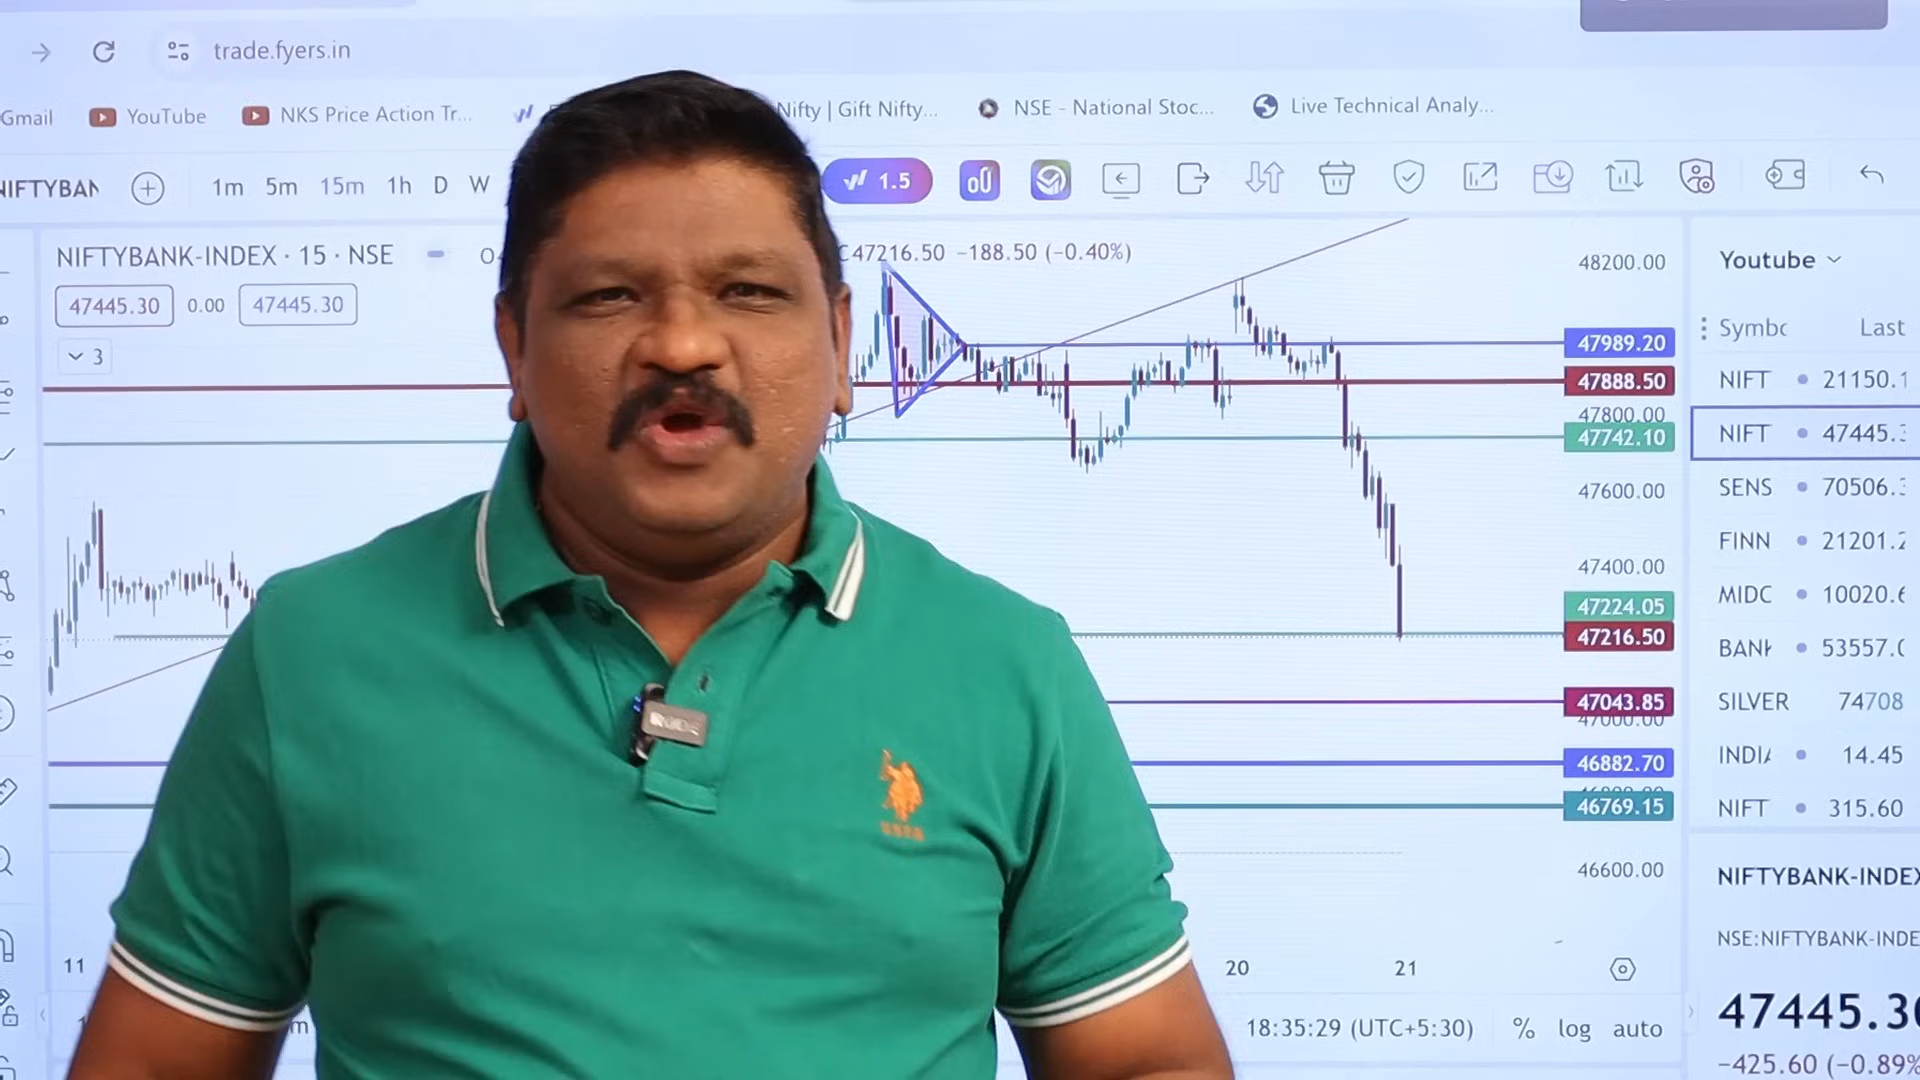 trade.fyers.in
Gmail YouTube NKS Price Action Tr... Nifty | Gift Nifty... NSE - National Stoc... Live Technical Analy...
NIFTYBAN 1m 5m 15m 1h D W 1.5
NIFTYBANK-INDEX · 15 · NSE C47216.50 −188.50 (−0.40%)
47445.30 0.00 47445.30
3
48200.00
47989.20
47888.50
47800.00
47742.10
47600.00
47400.00
47224.05
47216.50
47043.85
47000.00
46882.70
46769.15
46600.00
11 20 21
18:35:29 (UTC+5:30) % log auto
Youtube
Symbo Last
NIFT 21150.1
NIFT 47445.3
SENS 70506.3
FINN 21201.2
MIDC 10020.6
BANK 53557.0
SILVER 74708
INDIA 14.45
NIFT 315.60
NIFTYBANK-INDEX
NSE:NIFTYBANK-INDE
47445.30
−425.60 (−0.89%
RODE
USPA